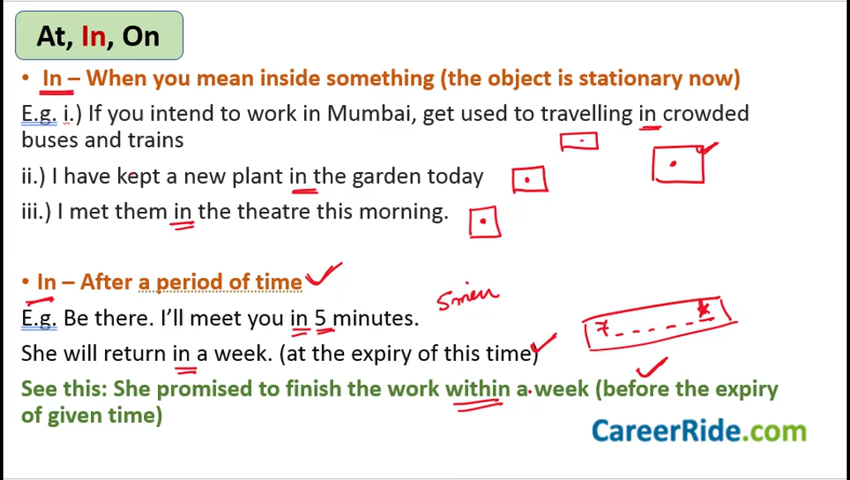 At, In, On
• In – When you mean inside something (the object is stationary now)
E.g. i.) If you intend to work in Mumbai, get used to travelling in crowded
buses and trains
ii.) I have kept a new plant in the garden today
iii.) I met them in the theatre this morning.
• In – After a period of time
5 min
E.g. Be there. I'll meet you in 5 minutes.
7
She will return in a week. (at the expiry of this time)
See this: She promised to finish the work within a week (before the expiry
of given time)
CareerRide.com